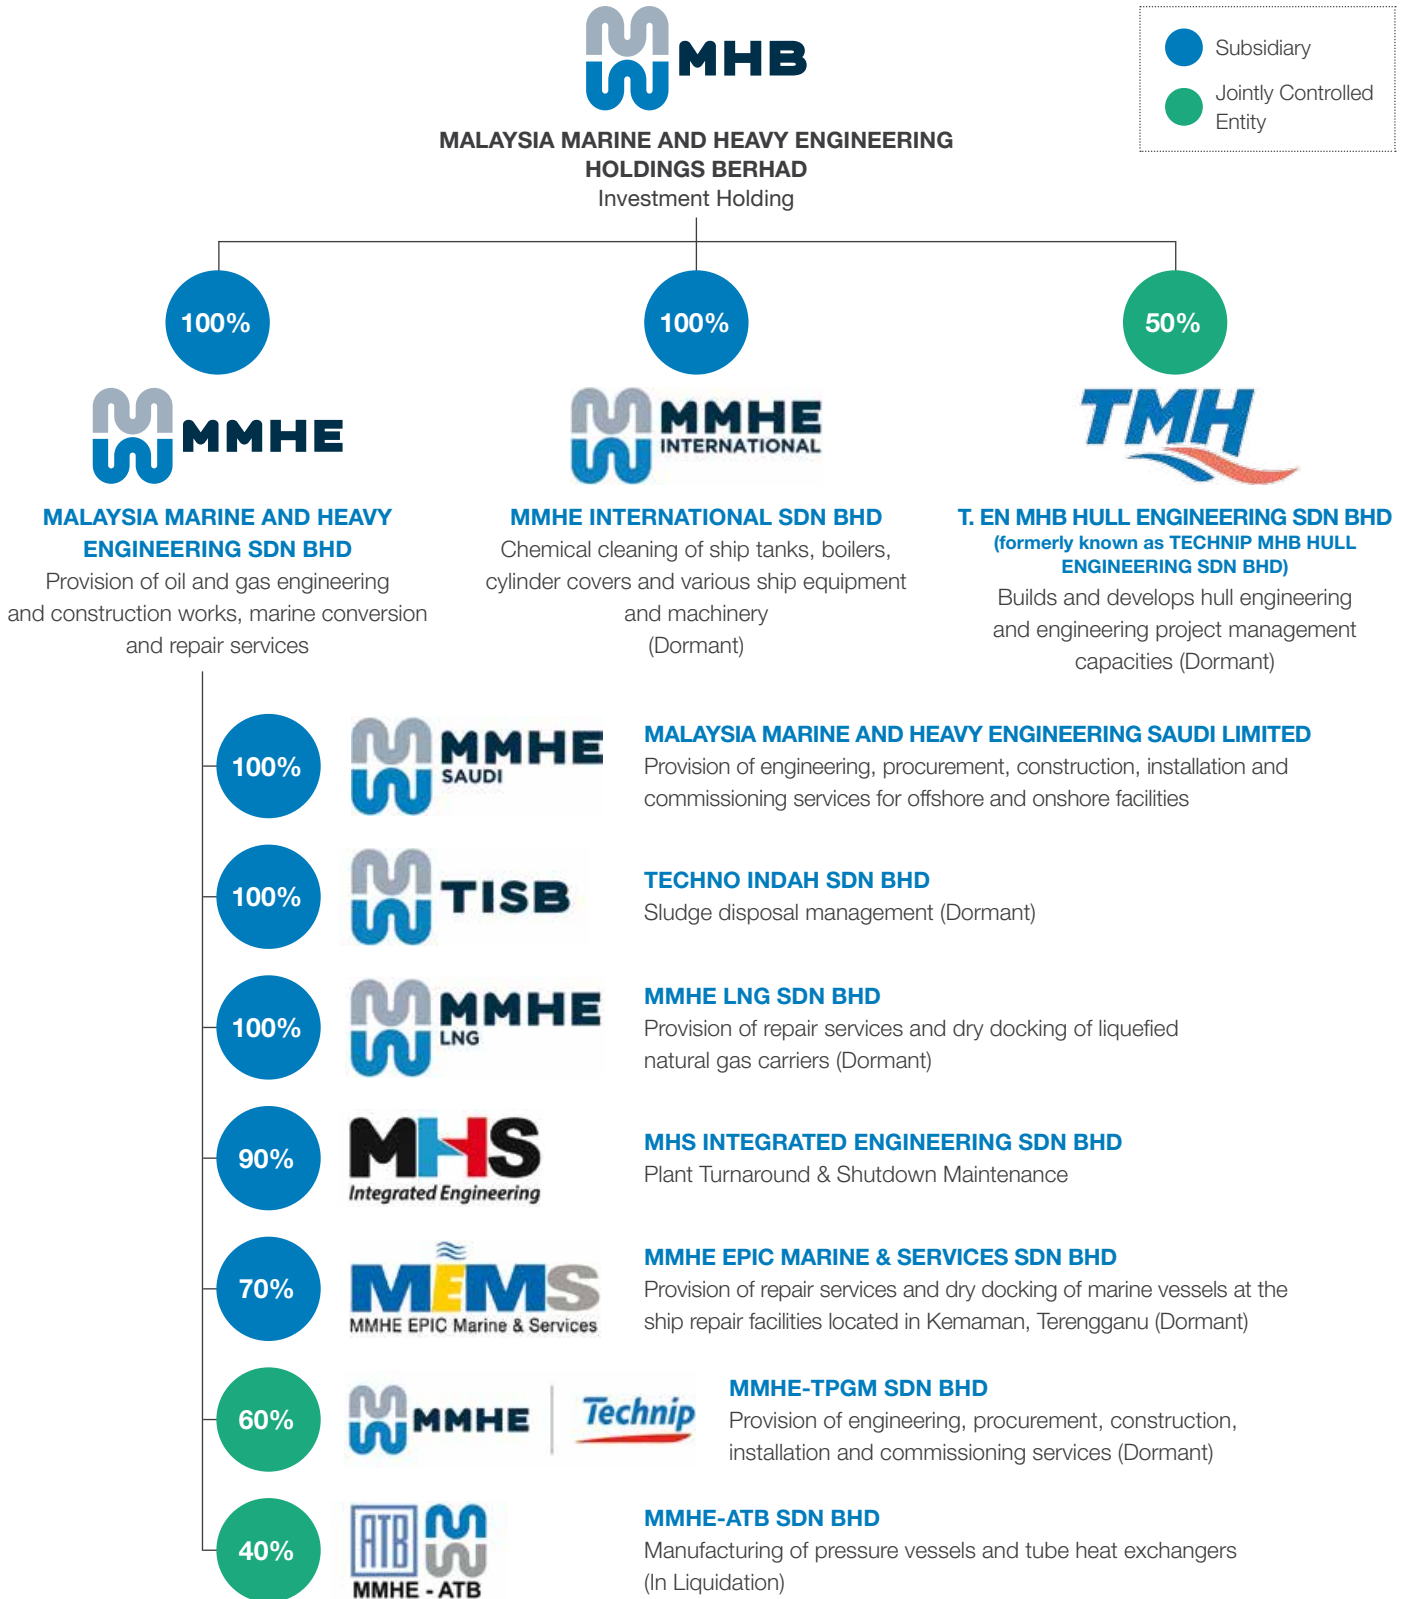 MHB
Subsidiary
Jointly Controlled
Entity
MALAYSIA MARINE AND HEAVY ENGINEERING
HOLDINGS BERHAD
Investment Holding
100%
100%
50%
MMHE
MMHE
INTERNATIONAL
TMH
MALAYSIA MARINE AND HEAVY
ENGINEERING SDN BHD
Provision of oil and gas engineering
and construction works, marine conversion
and repair services
MMHE INTERNATIONAL SDN BHD
Chemical cleaning of ship tanks, boilers,
cylinder covers and various ship equipment
and machinery
(Dormant)
T. EN MHB HULL ENGINEERING SDN BHD
(formerly known as TECHNIP MHB HULL
ENGINEERING SDN BHD)
Builds and develops hull engineering
and engineering project management
capacities (Dormant)
100%
MMHE
SAUDI
MALAYSIA MARINE AND HEAVY ENGINEERING SAUDI LIMITED
Provision of engineering, procurement, construction, installation and
commissioning services for offshore and onshore facilities
100%
TISB
TECHNO INDAH SDN BHD
Sludge disposal management (Dormant)
100%
MMHE
LNG
MMHE LNG SDN BHD
Provision of repair services and dry docking of liquefied
natural gas carriers (Dormant)
90%
MHS
Integrated Engineering
MHS INTEGRATED ENGINEERING SDN BHD
Plant Turnaround & Shutdown Maintenance
70%
MEMS
MMHE EPIC Marine & Services
MMHE EPIC MARINE & SERVICES SDN BHD
Provision of repair services and dry docking of marine vessels at the
ship repair facilities located in Kemaman, Terengganu (Dormant)
60%
MMHE
Technip
MMHE-TPGM SDN BHD
Provision of engineering, procurement, construction,
installation and commissioning services (Dormant)
40%
ATB
MMHE - ATB
MMHE-ATB SDN BHD
Manufacturing of pressure vessels and tube heat exchangers
(In Liquidation)